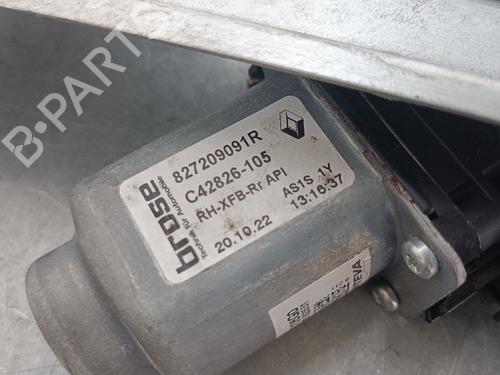 B-PARTS
brose
Technik für Automobile
827209091R
C42826-105
RH-XFB-Rr API
20.10.22
AS1S 1Y
13:16:37
TEVA